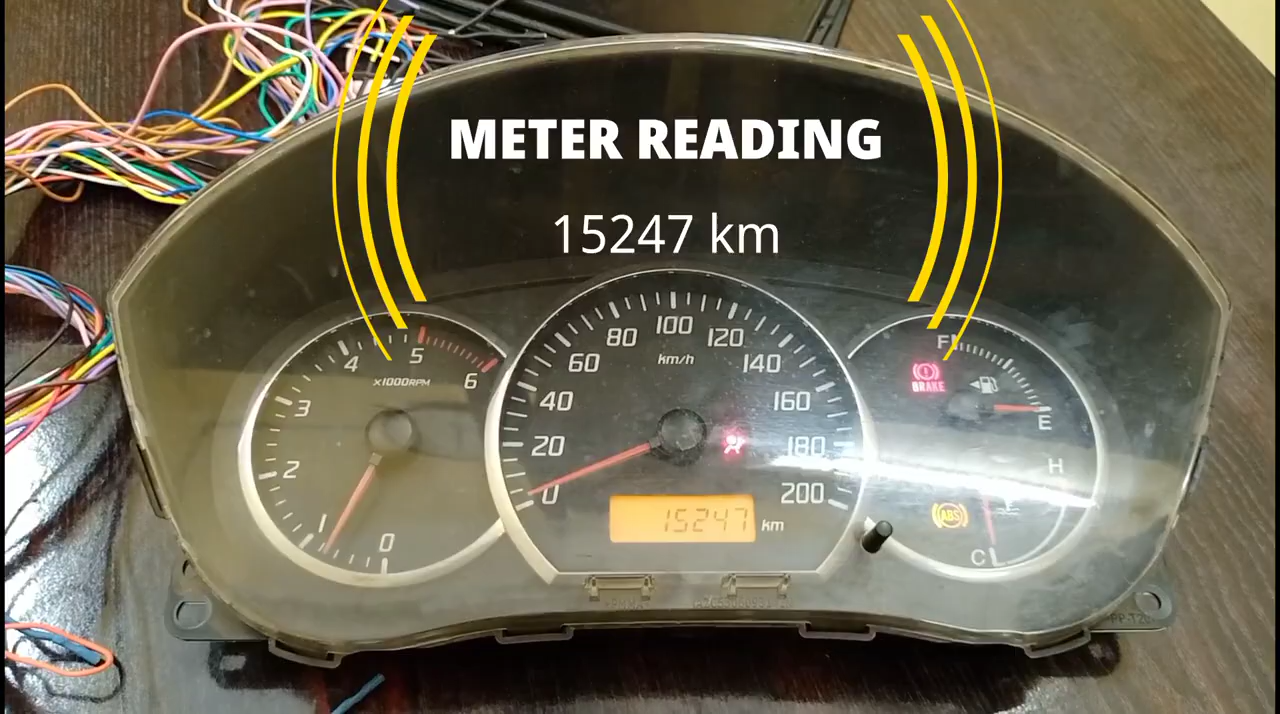 METER READING
15247 km
80 100 120
60 km/h 140
40 160
20 180
0 200
15247 km
4 5 6
x1000RPM
3
2
1
0
F
BRAKE
E
H
ABS
C